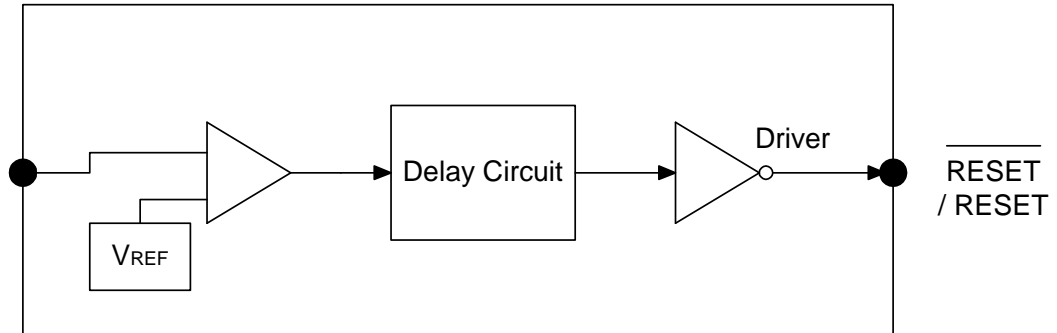 Driver
Delay Circuit
RESET
/ RESET
VREF